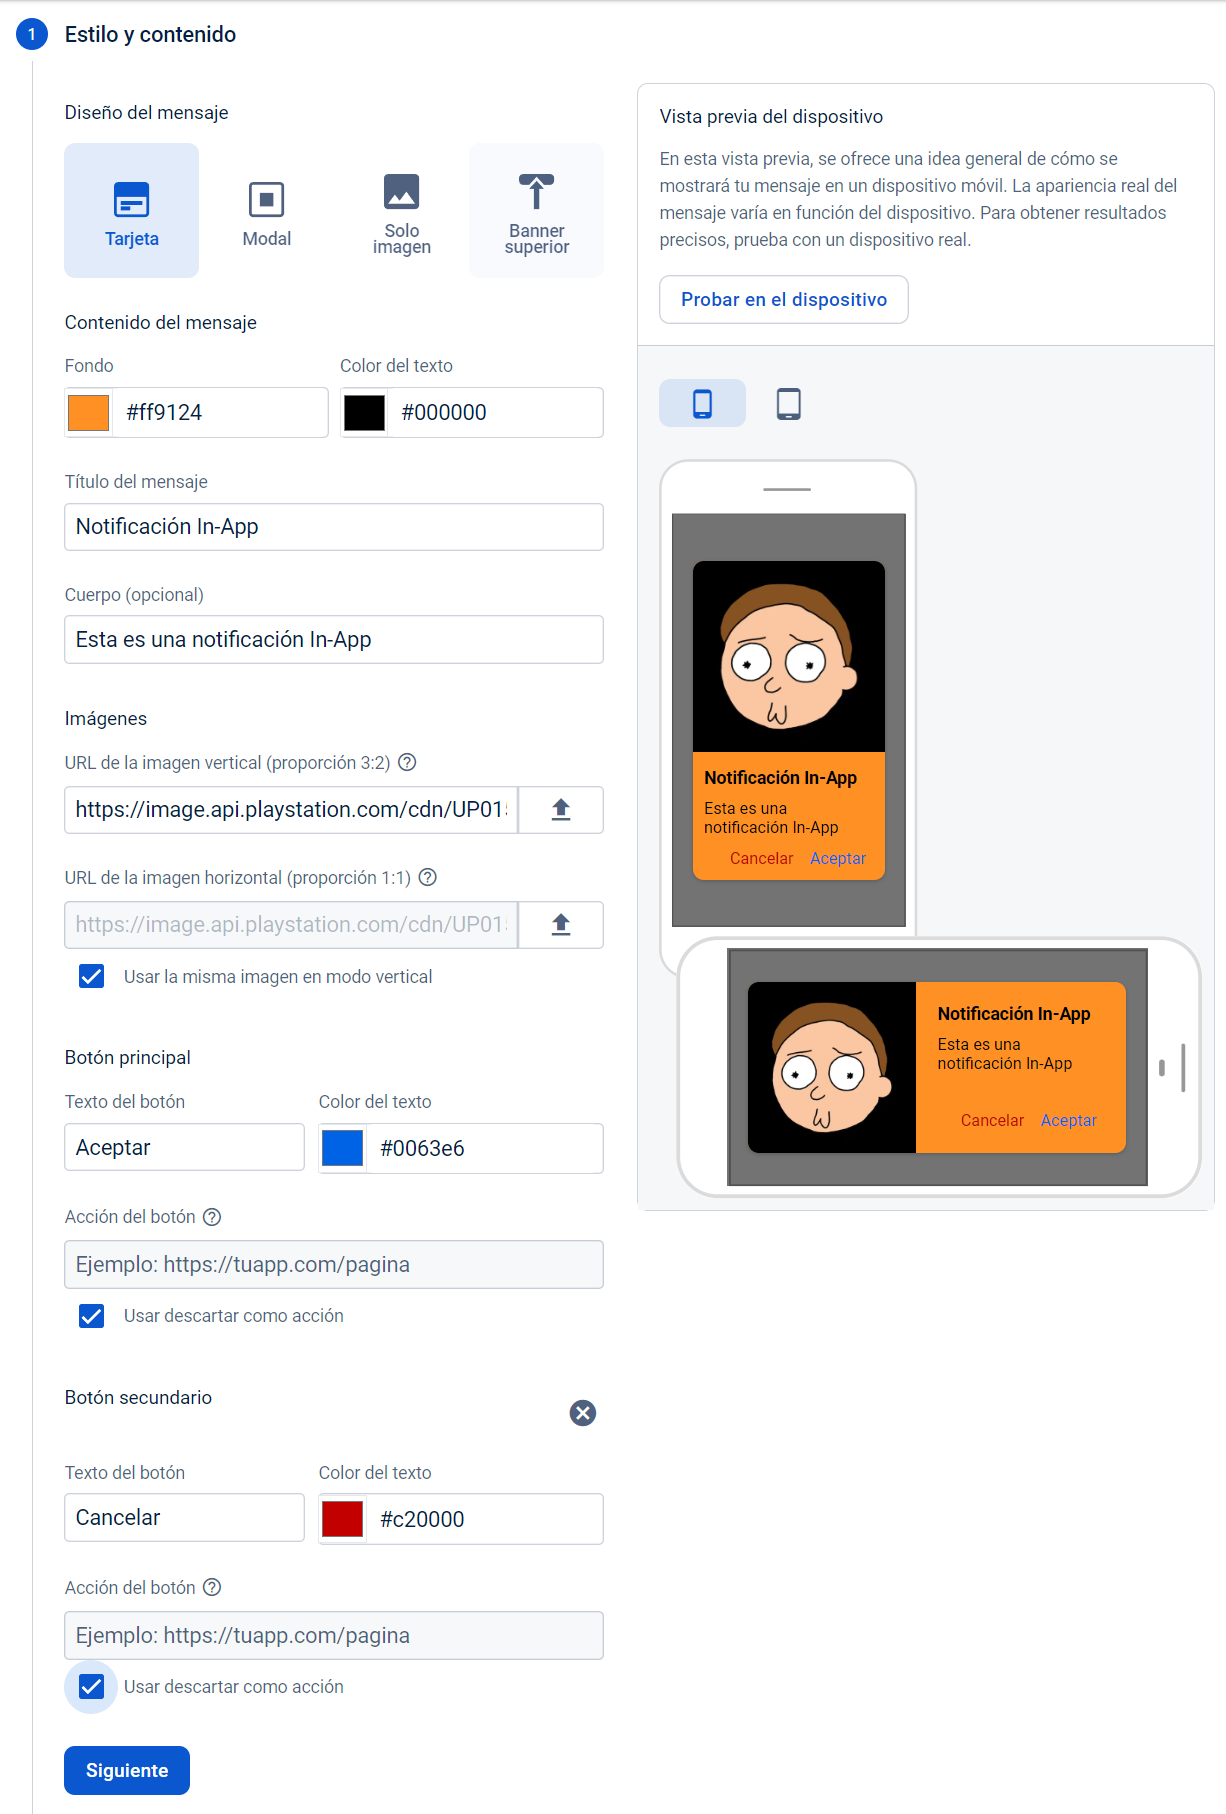 1 Estilo y contenido
Diseño del mensaje
Tarjeta
Modal
Solo
imagen
Banner
superior
Contenido del mensaje
Fondo
Color del texto
#ff9124
#000000
Título del mensaje
Notificación In-App
Cuerpo (opcional)
Esta es una notificación In-App
Imágenes
URL de la imagen vertical (proporción 3:2)
https://image.api.playstation.com/cdn/UP01
URL de la imagen horizontal (proporción 1:1)
https://image.api.playstation.com/cdn/UP01
Usar la misma imagen en modo vertical
Botón principal
Texto del botón
Color del texto
Aceptar
#0063e6
Acción del botón
Ejemplo: https://tuapp.com/pagina
Usar descartar como acción
Botón secundario
Texto del botón
Color del texto
Cancelar
#c20000
Acción del botón
Ejemplo: https://tuapp.com/pagina
Usar descartar como acción
Siguiente
Vista previa del dispositivo
En esta vista previa, se ofrece una idea general de cómo se
mostrará tu mensaje en un dispositivo móvil. La apariencia real del
mensaje varía en función del dispositivo. Para obtener resultados
precisos, prueba con un dispositivo real.
Probar en el dispositivo
Notificación In-App
Esta es una
notificación In-App
Cancelar Aceptar
Notificación In-App
Esta es una
notificación In-App
Cancelar Aceptar